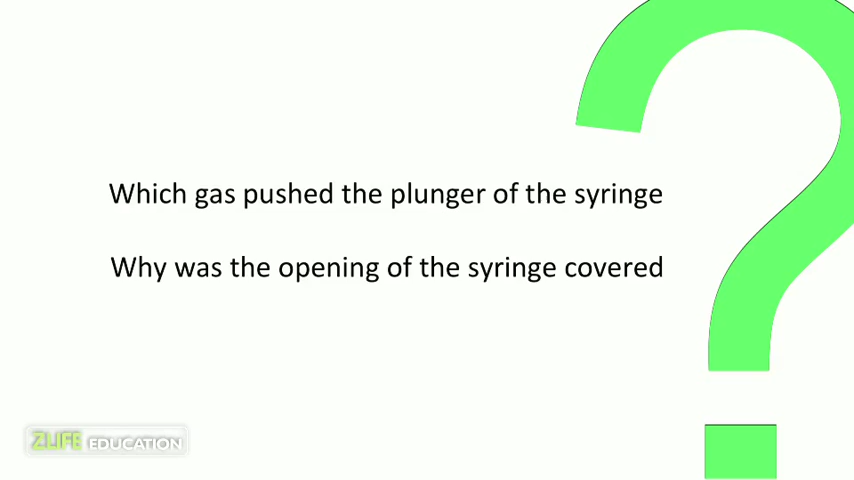 Which gas pushed the plunger of the syringe
Why was the opening of the syringe covered
ZLIFE EDUCATION